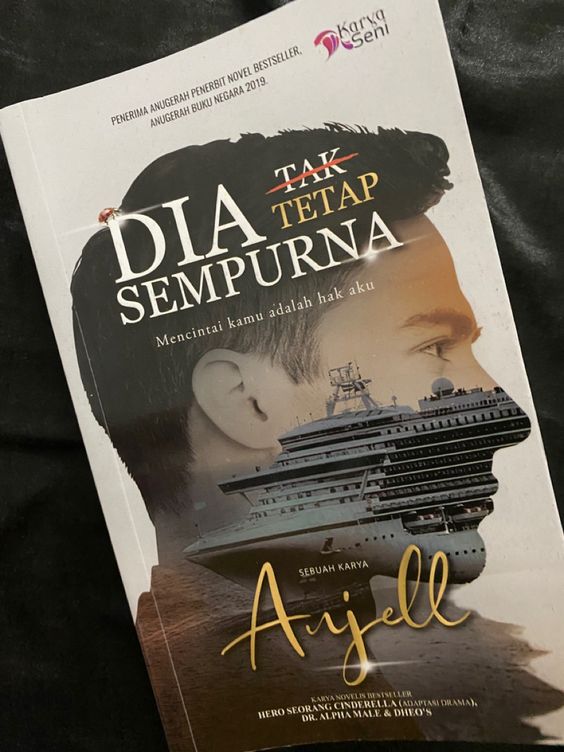 Karya
Seni
PENERIMA ANUGERAH PENERBIT NOVEL BESTSELLER,
ANUGERAH BUKU NEGARA 2019.
DIA TAK
TETAP
SEMPURNA
Mencintai kamu adalah hak aku
SEBUAH KARYA
Anjell
KARYA NOVELIS BESTSELLER
HERO SEORANG CINDERELLA (ADAPTASI DRAMA),
DR. ALPHA MALE & DHEO'S